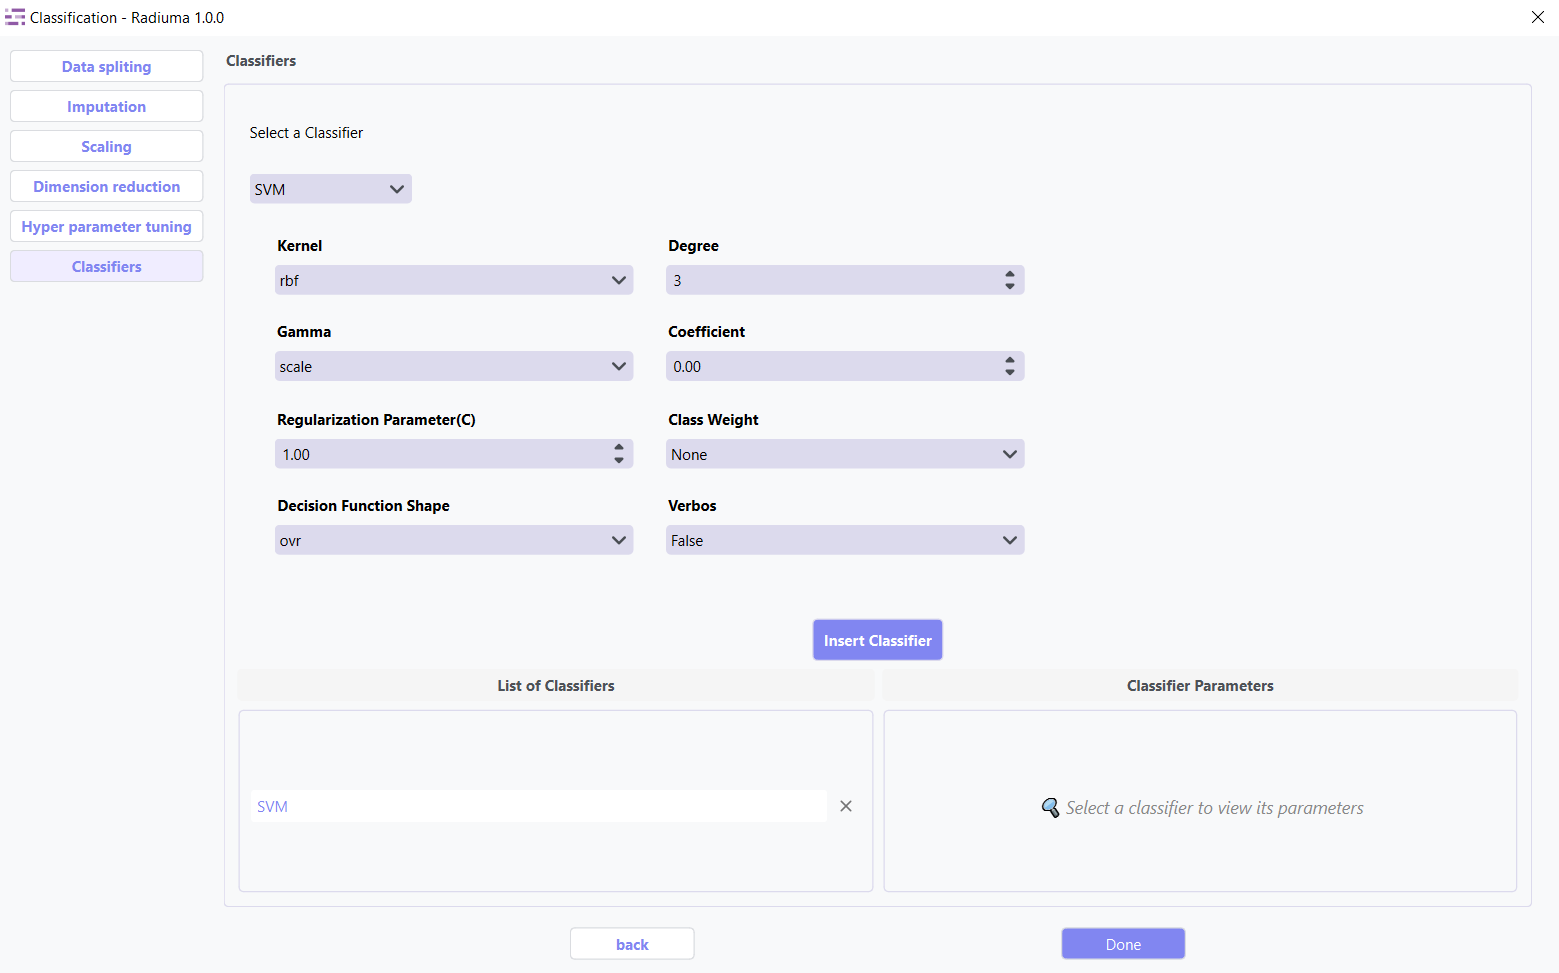 Classification - Radiuma 1.0.0
Data spliting
Imputation
Scaling
Dimension reduction
Hyper parameter tuning
Classifiers
Classifiers
Select a Classifier
SVM
Kernel
Degree
rbf
3
Gamma
Coefficient
scale
0.00
Regularization Parameter(C)
Class Weight
1.00
None
Decision Function Shape
Verbos
ovr
False
Insert Classifier
List of Classifiers
Classifier Parameters
SVM
Select a classifier to view its parameters
back
Done